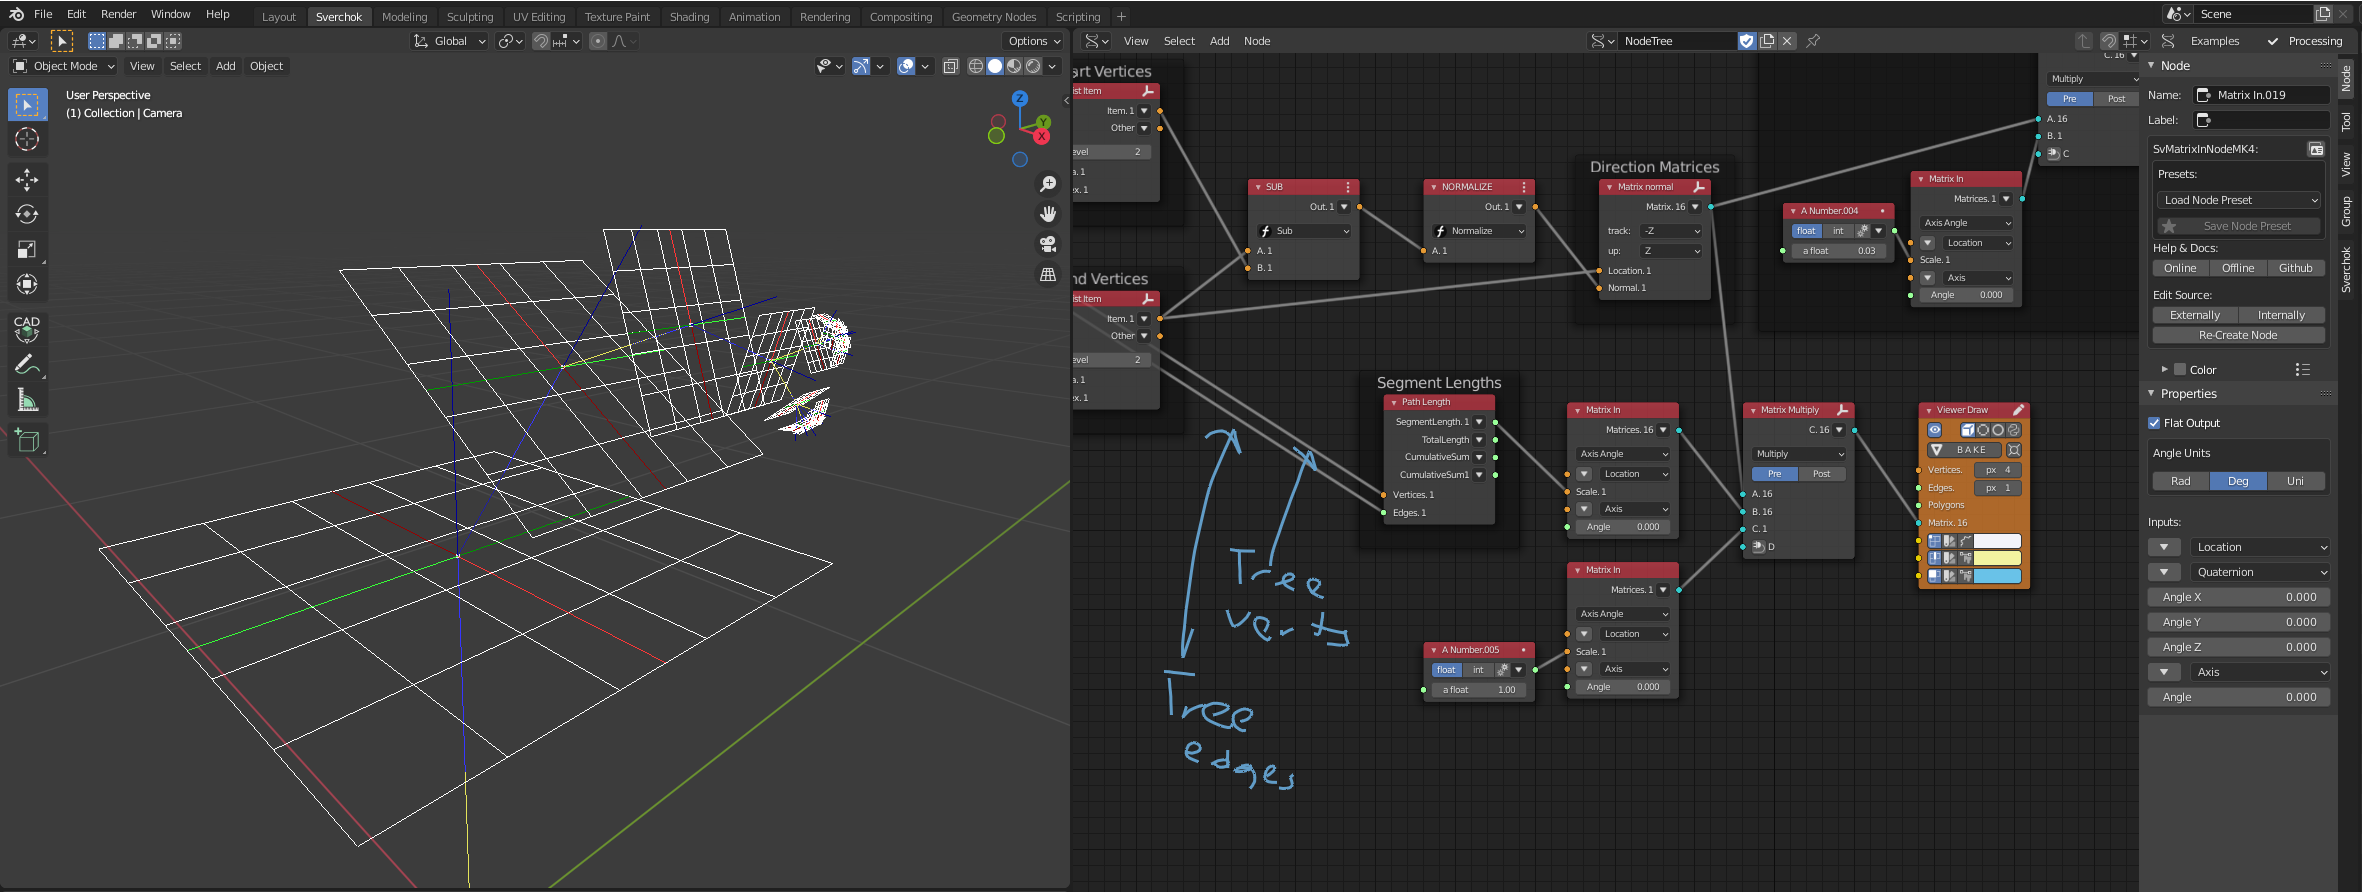 File Edit Render Window Help Layout Sverchok Modeling Sculpting UV Editing Texture Paint Shading Animation Rendering Compositing Geometry Nodes Scripting + Scene
Global Options View Select Add Node NodeTree Examples Processing
Object Mode View Select Add Object
User Perspective
(1) Collection | Camera
Z
Y
X
CAD
art Vertices
ist Item
Item. 1
Other
evel 2
a. 1
ex. 1
nd Vertices
ist Item
Item. 1
Other
evel 2
a. 1
ex. 1
SUB
Out. 1
Sub
A. 1
B. 1
NORMALIZE
Out. 1
Normalize
A. 1
Direction Matrices
Matrix normal
Matrix. 16
track: -Z
up: Z
Location. 1
Normal. 1
A Number.004
float int
a float 0.03
Matrix In
Matrices. 1
Axis Angle
Location
Scale. 1
Axis
Angle 0.000
C. 16
Multiply
Pre Post
A. 16
B. 1
C
Segment Lengths
Path Length
SegmentLength. 1
TotalLength
CumulativeSum
CumulativeSum1
Vertices. 1
Edges. 1
Matrix In
Matrices. 16
Axis Angle
Location
Scale. 1
Axis
Angle 0.000
Matrix Multiply
C. 16
Multiply
Pre Post
A. 16
B. 16
C. 1
D
Viewer Draw
BAKE
Vertices. px 4
Edges. px 1
Polygons
Matrix. 16
Matrix In
Matrices. 1
Axis Angle
Location
Scale. 1
Axis
Angle 0.000
A Number.005
float int
a float 1.00
Tree
verts
Tree
edges
Node
Name: Matrix In.019
Label:
SvMatrixInNodeMK4:
Presets:
Load Node Preset
Save Node Preset
Help & Docs:
Online Offline Github
Edit Source:
Externally Internally
Re-Create Node
Color
Properties
Flat Output
Angle Units
Rad Deg Uni
Inputs:
Location
Quaternion
Angle X 0.000
Angle Y 0.000
Angle Z 0.000
Axis
Angle 0.000
Node
Tool
View
Group
Sverchok